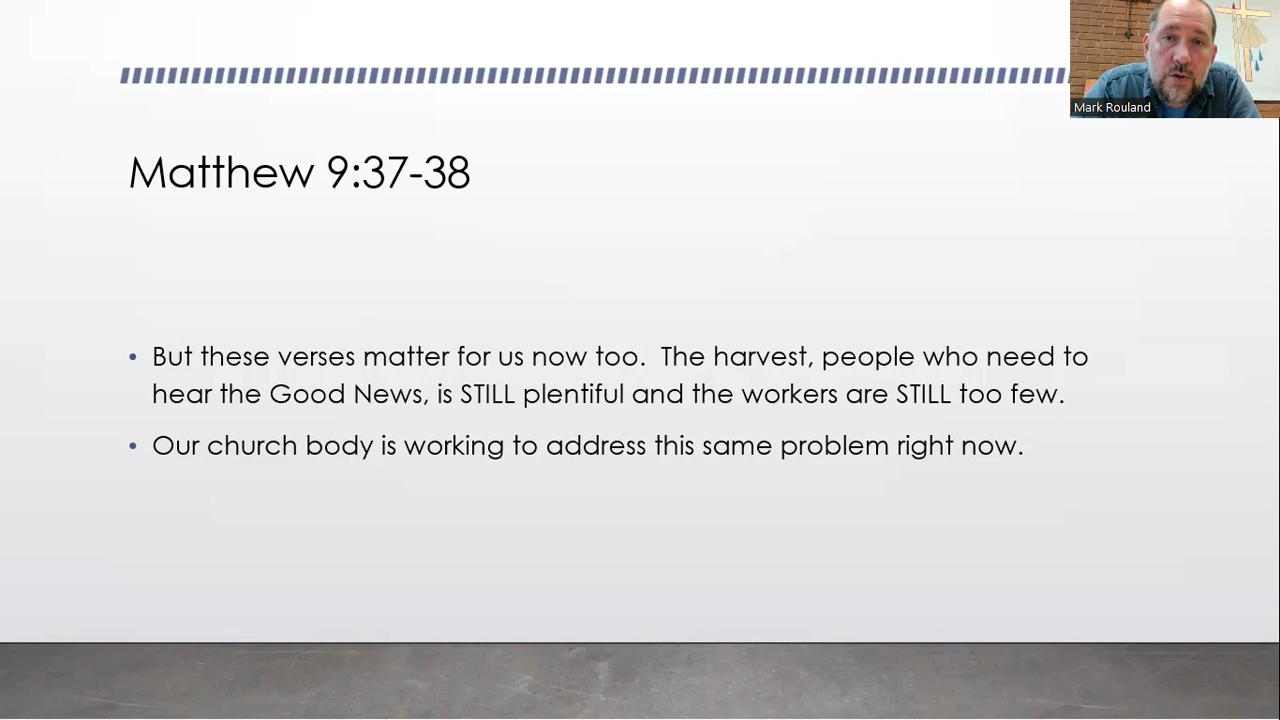 Mark Rouland
Matthew 9:37-38
• But these verses matter for us now too.  The harvest, people who need to
hear the Good News, is STILL plentiful and the workers are STILL too few.
• Our church body is working to address this same problem right now.